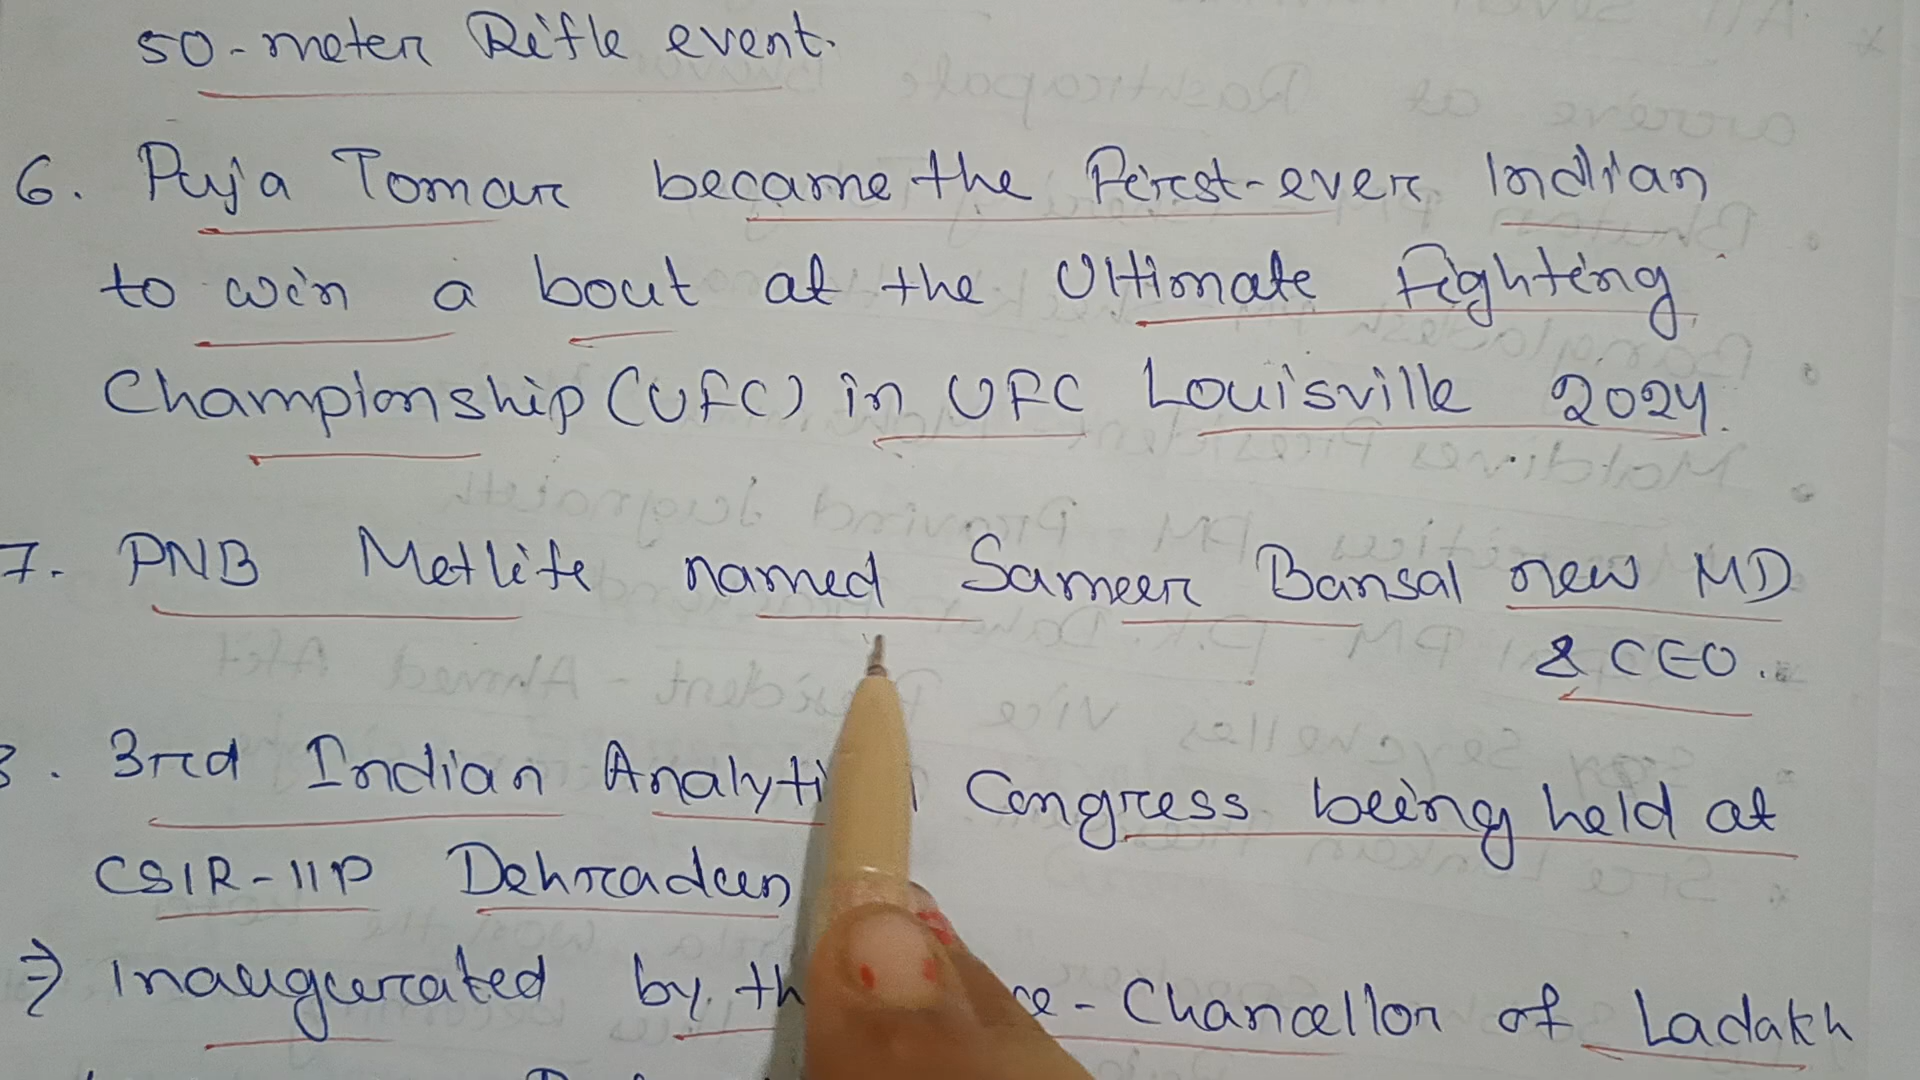 50-meter Rifle event.
6. Puja Tomar became the First-ever Indian
to win a bout at the Ultimate Fighting
Championship (UFC) in UFC Louisville 2024.
7. PNB Metlife named Sameer Bansal new MD
& CEO.
3rd Indian Congress being held at
CSIR-IIP Dehradun
⇒ inaugurated by Chancellor of Ladakh